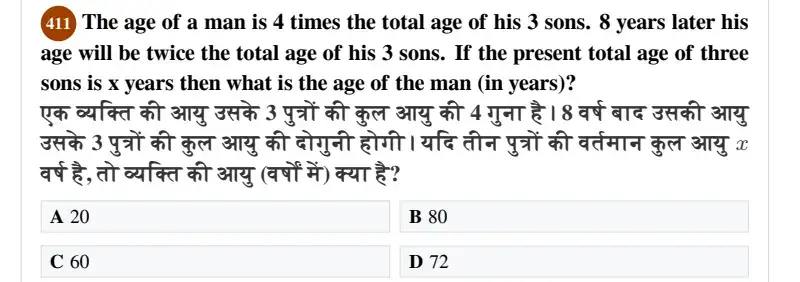 411 The age of a man is 4 times the total age of his 3 sons. 8 years later his
age will be twice the total age of his 3 sons. If the present total age of three
sons is x years then what is the age of the man (in years)?
एक व्यक्ति की आयु उसके 3 पुत्रों की कुल आयु की 4 गुना है। 8 वर्ष बाद उसकी आयु
उसके 3 पुत्रों की कुल आयु की दोगुनी होगी। यदि तीन पुत्रों की वर्तमान कुल आयु x
वर्ष है, तो व्यक्ति की आयु (वर्षों में) क्या है?
A 20
B 80
C 60
D 72